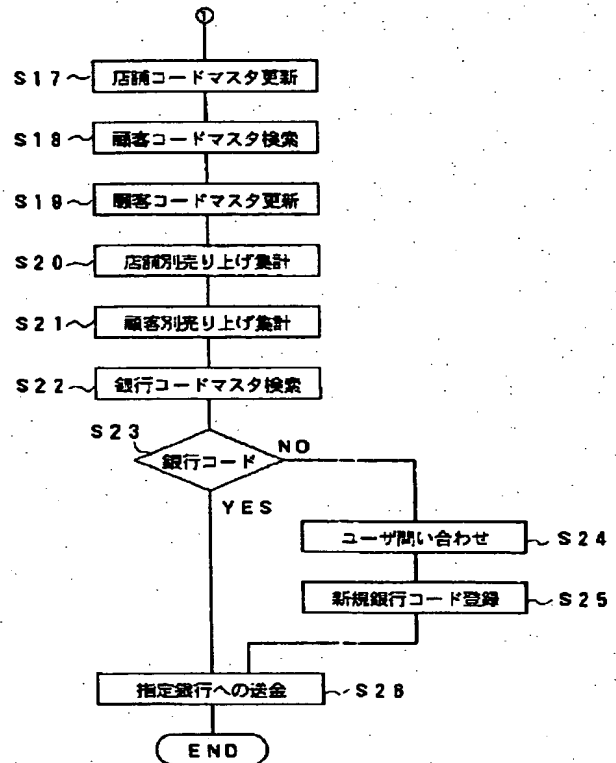 ①
S17 店舗コードマスタ更新
S18 顧客コードマスタ検索
S19 顧客コードマスタ更新
S20 店舗別売り上げ集計
S21 顧客別売り上げ集計
S22 銀行コードマスタ検索
S23
銀行コード
NO
YES
ユーザ問い合わせ S24
新規銀行コード登録 S25
指定銀行への送金 S26
END